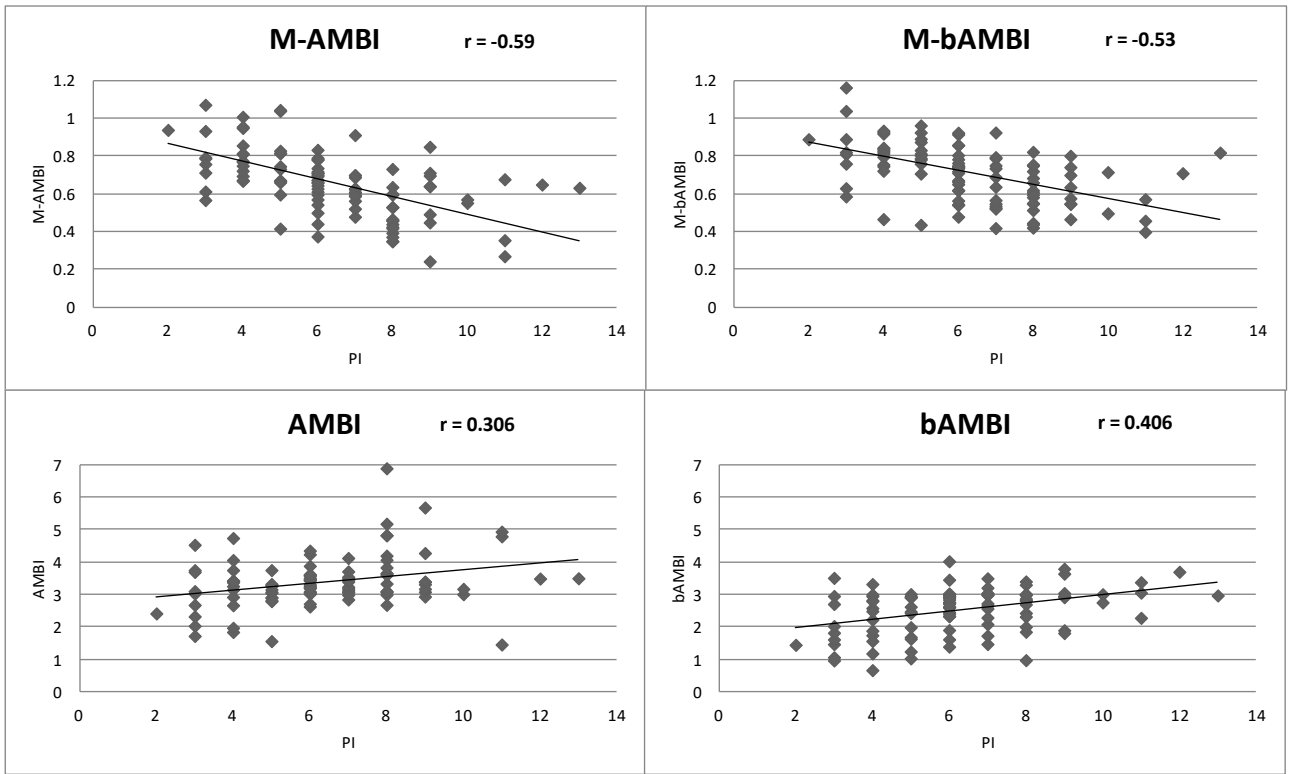 M-AMBI r = -0.59
1.2
1
0.8
0.6
0.4
0.2
0
M-AMBI
0 2 4 6 8 10 12 14
PI
M-bAMBI r = -0.53
1.2
1
0.8
0.6
0.4
0.2
0
M-bAMBI
0 2 4 6 8 10 12 14
PI
AMBI r = 0.306
7
6
5
4
3
2
1
0
AMBI
0 2 4 6 8 10 12 14
PI
bAMBI r = 0.406
7
6
5
4
3
2
1
0
bAMBI
0 2 4 6 8 10 12 14
PI